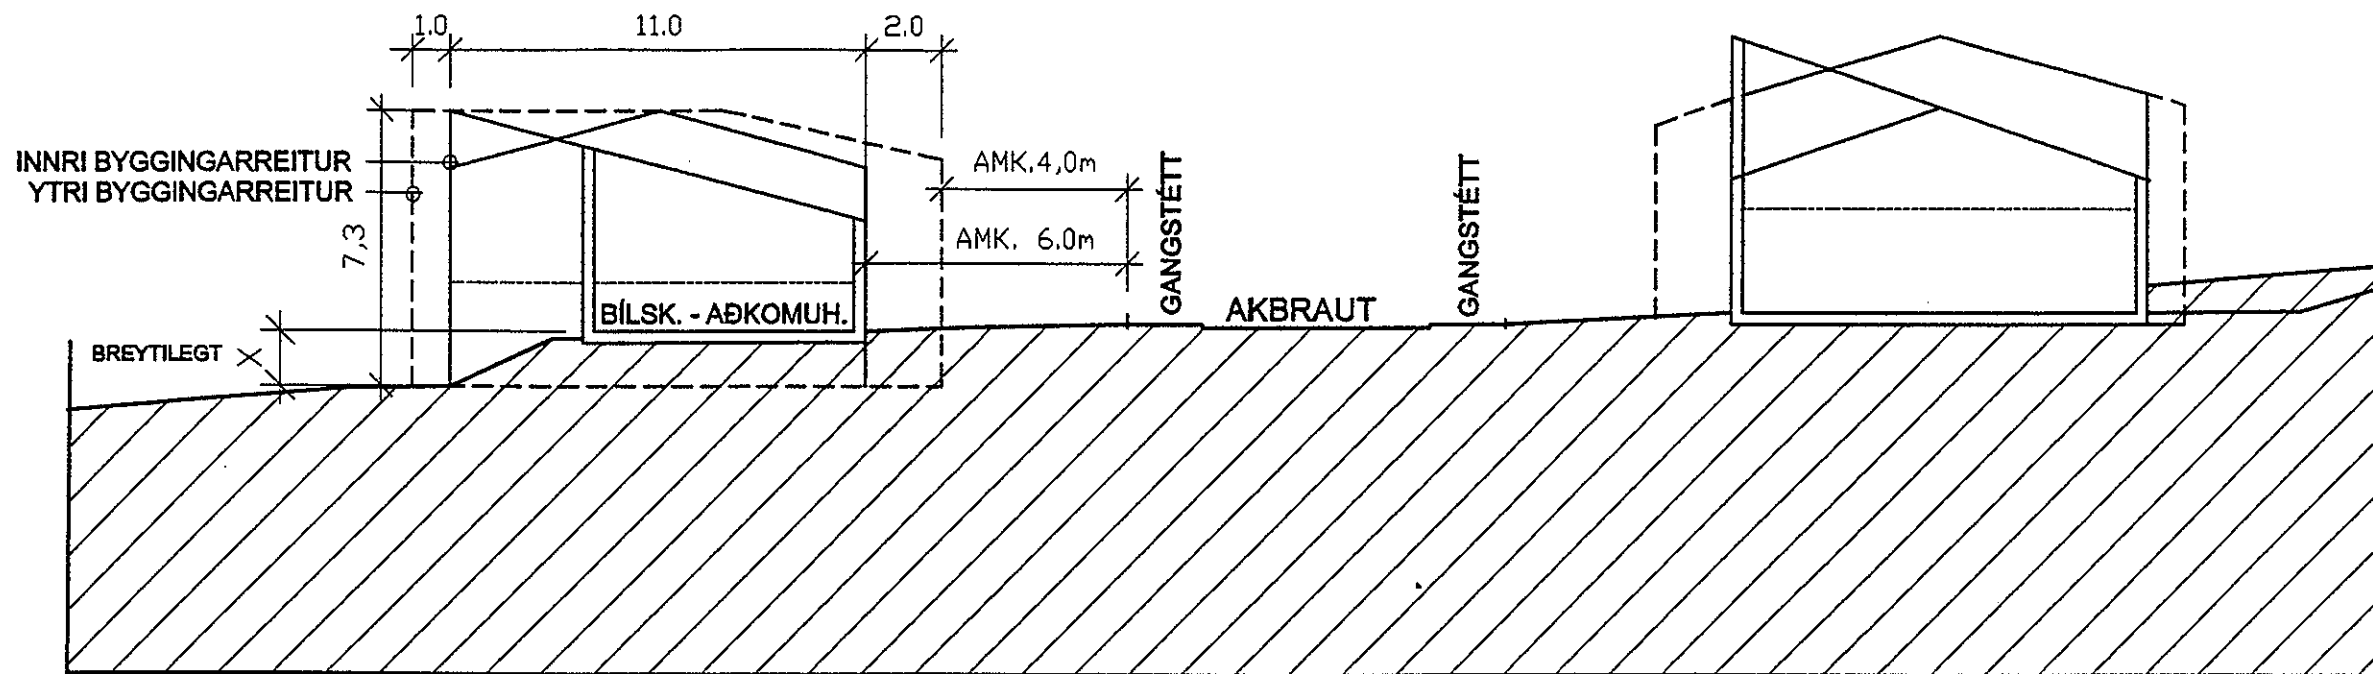 1.0
11.0
2.0
INNRI BYGGINGARREITUR
YTRI BYGGINGARREITUR
7,3
AMK.4,0m
AMK. 6.0m
GANGSTÉTT
GANGSTÉTT
AKBRAUT
BÍLSK. - AÐKOMUH.
BREYTILEGT
X